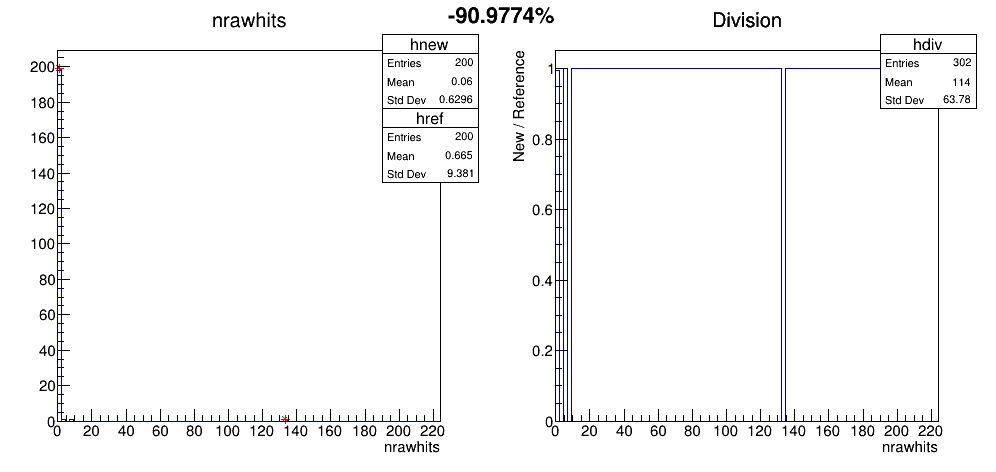 -90.9774%
nrawhits
hnew
Entries 200
Mean 0.06
Std Dev 0.6296
href
Entries 200
Mean 0.665
Std Dev 9.381
200
180
160
140
120
100
80
60
40
20
0
0 20 40 60 80 100 120 140 160 180 200 220
nrawhits
Division
hdiv
Entries 302
Mean 114
Std Dev 63.78
New / Reference
1
0.8
0.6
0.4
0.2
0
0 20 40 60 80 100 120 140 160 180 200 220
nrawhits